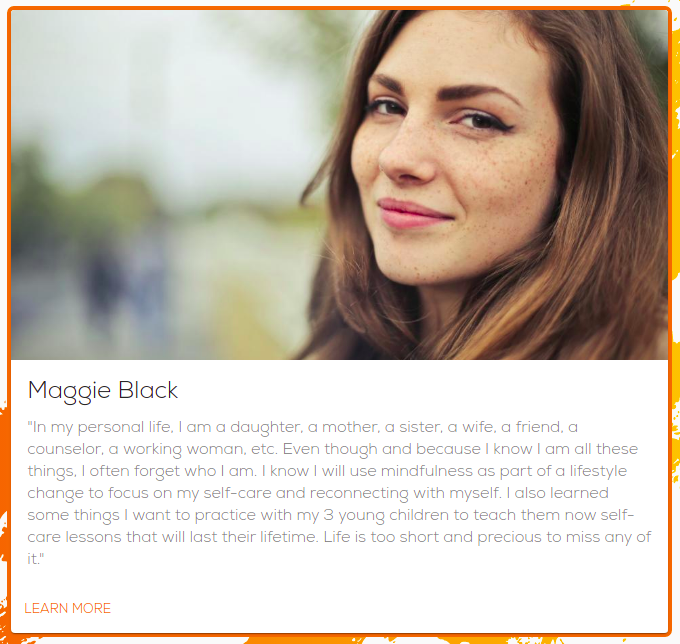 Maggie Black
"In my personal life, I am a daughter, a mother, a sister, a wife, a friend, a
counselor, a working woman, etc. Even though and because I know I am all these
things, I often forget who I am. I know I will use mindfulness as part of a lifestyle
change to focus on my self-care and reconnecting with myself. I also learned
some things I want to practice with my 3 young children to teach them now self-
care lessons that will last their lifetime. Life is too short and precious to miss any of
it."
LEARN MORE